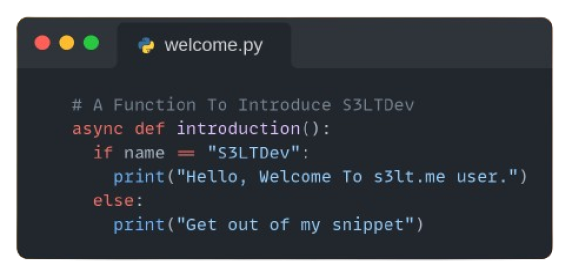 welcome.py
# A Function To Introduce S3LTDev
async def introduction():
  if name == "S3LTDev":
    print("Hello, Welcome To s3lt.me user.")
  else:
    print("Get out of my snippet")